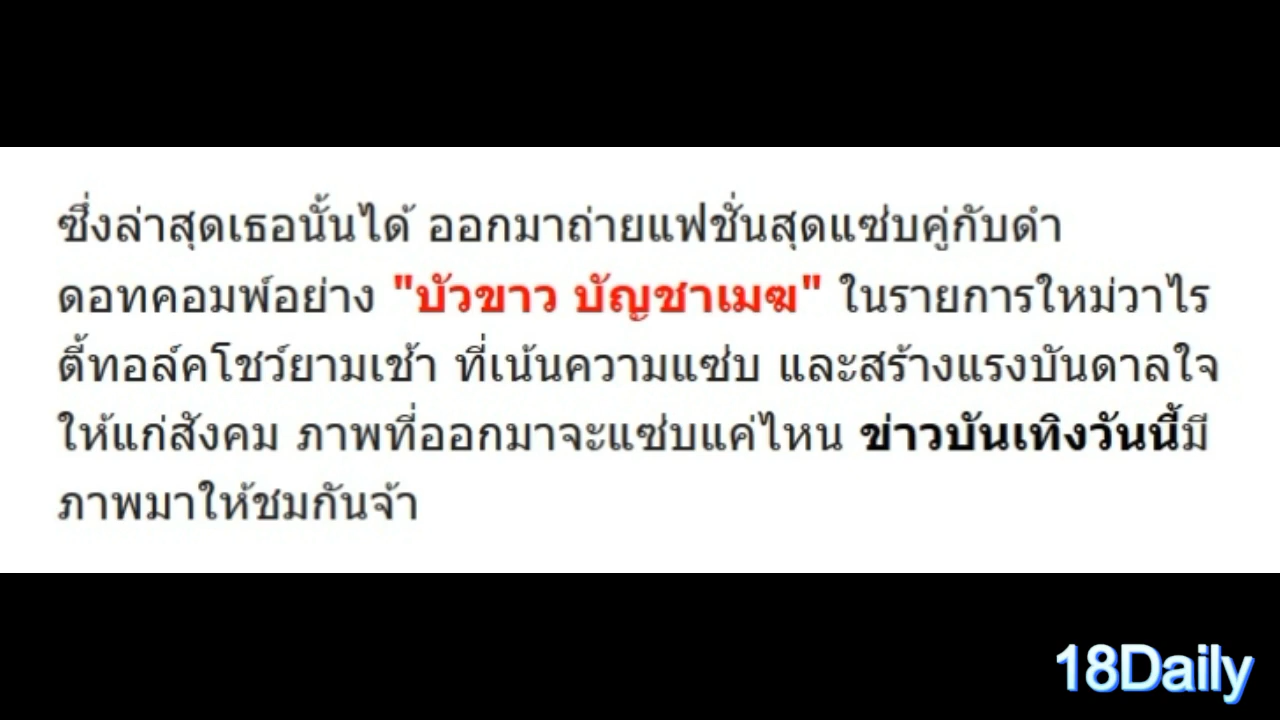 ซึ่งล่าสุดเธอนั้นได้ ออกมาถ่ายแฟชั่นสุดแซ่บคู่กับดำ
ดอทคอมพ์อย่าง "บัวขาว บัญชาเมฆ" ในรายการใหม่วาไร
ตี้ทอล์คโชว์ยามเช้า ที่เน้นความแซ่บ และสร้างแรงบันดาลใจ
ให้แก่สังคม ภาพที่ออกมาจะแซ่บแค่ไหน ข่าวบันเทิงวันนี้มี
ภาพมาให้ชมกันจ้า
18Daily